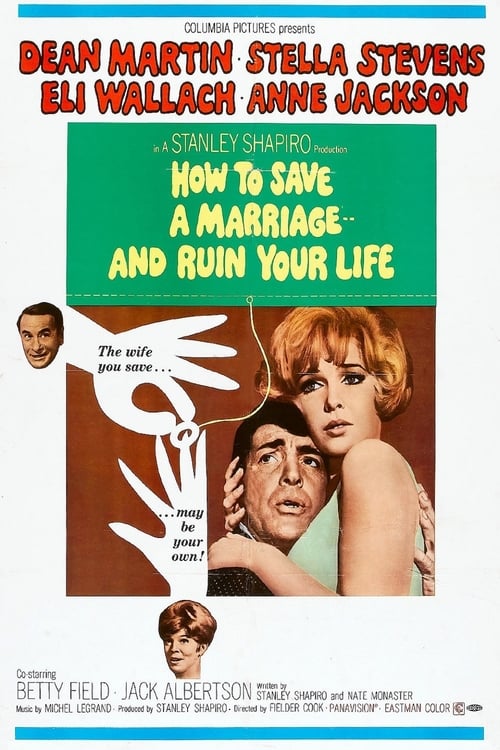 COLUMBIA PICTURES presents
DEAN MARTIN · STELLA STEVENS
ELI WALLACH · ANNE JACKSON
in A STANLEY SHAPIRO Production
HOW TO SAVE
A MARRIAGE--
AND RUIN YOUR LIFE
The wife
you save...
...may
be
your
own!
Co-starring
BETTY FIELD · JACK ALBERTSON Written by STANLEY SHAPIRO and NATE MONASTER
Music by MICHEL LEGRAND · Produced by STANLEY SHAPIRO · Directed by FIELDER COOK · PANAVISION® · EASTMAN COLOR